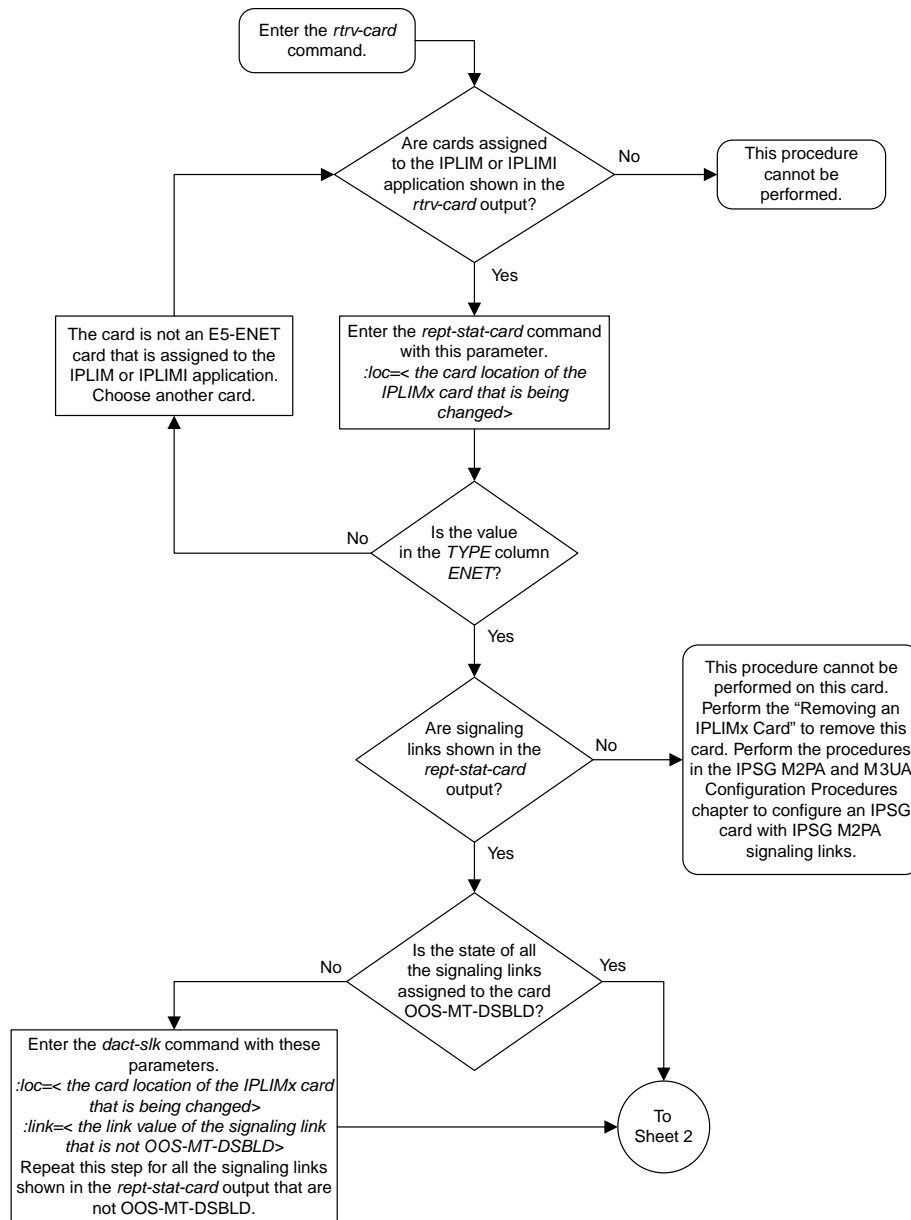 Enter the rtrv-card
command.
Are cards assigned
to the IPLIM or IPLIMI
application shown in the
rtrv-card output?
No
This procedure
cannot be
performed.
Yes
The card is not an E5-ENET
card that is assigned to the
IPLIM or IPLIMI application.
Choose another card.
Enter the rept-stat-card command
with this parameter.
:loc=< the card location of the
IPLIMx card that is being
changed>
No
Is the value
in the TYPE column
ENET?
Yes
Are signaling
links shown in the
rept-stat-card
output?
No
This procedure cannot be
performed on this card.
Perform the “Removing an
IPLIMx Card” to remove this
card. Perform the procedures
in the IPSG M2PA and M3UA
Configuration Procedures
chapter to configure an IPSG
card with IPSG M2PA
signaling links.
Yes
No
Is the state of all
the signaling links
assigned to the card
OOS-MT-DSBLD?
Yes
Enter the dact-slk command with these
parameters.
:loc=< the card location of the IPLIMx card
that is being changed>
:link=< the link value of the signaling link
that is not OOS-MT-DSBLD>
Repeat this step for all the signaling links
shown in the rept-stat-card output that are
not OOS-MT-DSBLD.
To
Sheet 2